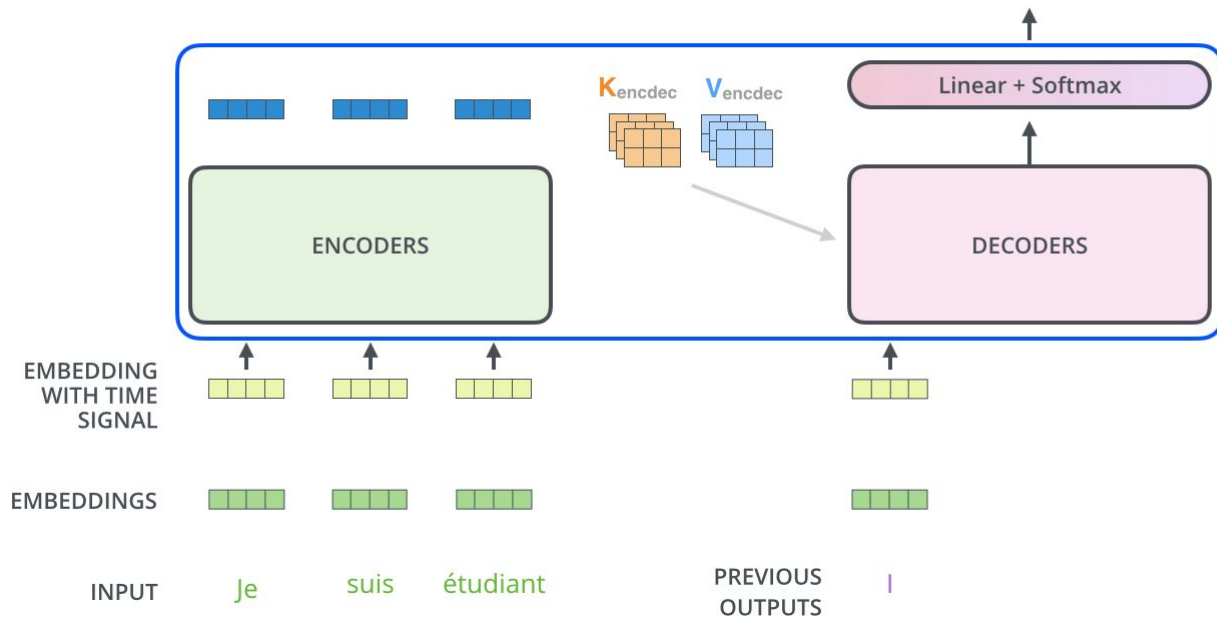 Kencdec
Vencdec
Linear + Softmax
ENCODERS
DECODERS
EMBEDDING
WITH TIME
SIGNAL
EMBEDDINGS
INPUT
Je
suis
étudiant
PREVIOUS
OUTPUTS
I